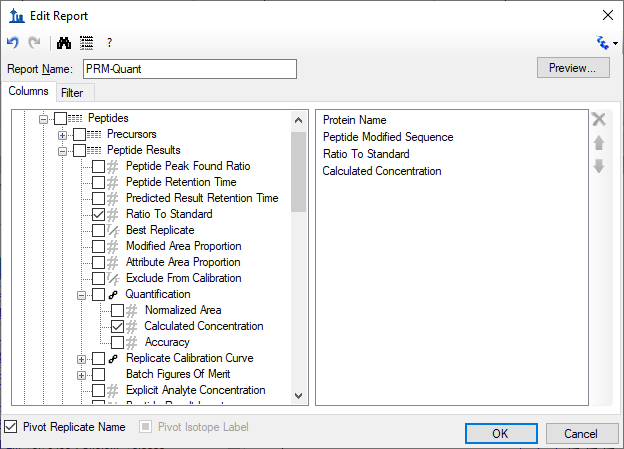 Edit Report
?
Report Name:
PRM-Quant
Preview...
Columns
Filter
Peptides
Precursors
Peptide Results
Peptide Peak Found Ratio
Peptide Retention Time
Predicted Result Retention Time
Ratio To Standard
Best Replicate
Modified Area Proportion
Attribute Area Proportion
Exclude From Calibration
Quantification
Normalized Area
Calculated Concentration
Accuracy
Replicate Calibration Curve
Batch Figures Of Merit
Explicit Analyte Concentration
Protein Name
Peptide Modified Sequence
Ratio To Standard
Calculated Concentration
Pivot Replicate Name
Pivot Isotope Label
OK
Cancel